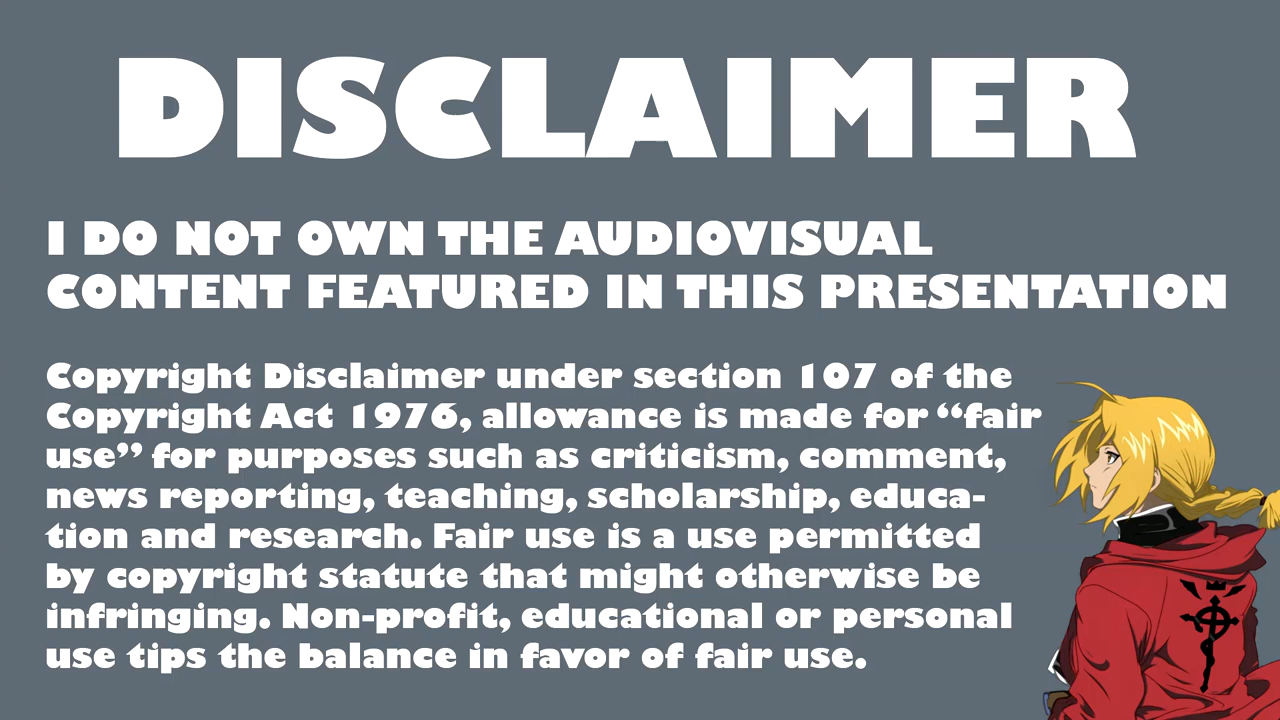 DISCLAIMER
I DO NOT OWN THE AUDIOVISUAL
CONTENT FEATURED IN THIS PRESENTATION
Copyright Disclaimer under section 107 of the
Copyright Act 1976, allowance is made for “fair
use” for purposes such as criticism, comment,
news reporting, teaching, scholarship, educa-
tion and research. Fair use is a use permitted
by copyright statute that might otherwise be
infringing. Non-profit, educational or personal
use tips the balance in favor of fair use.